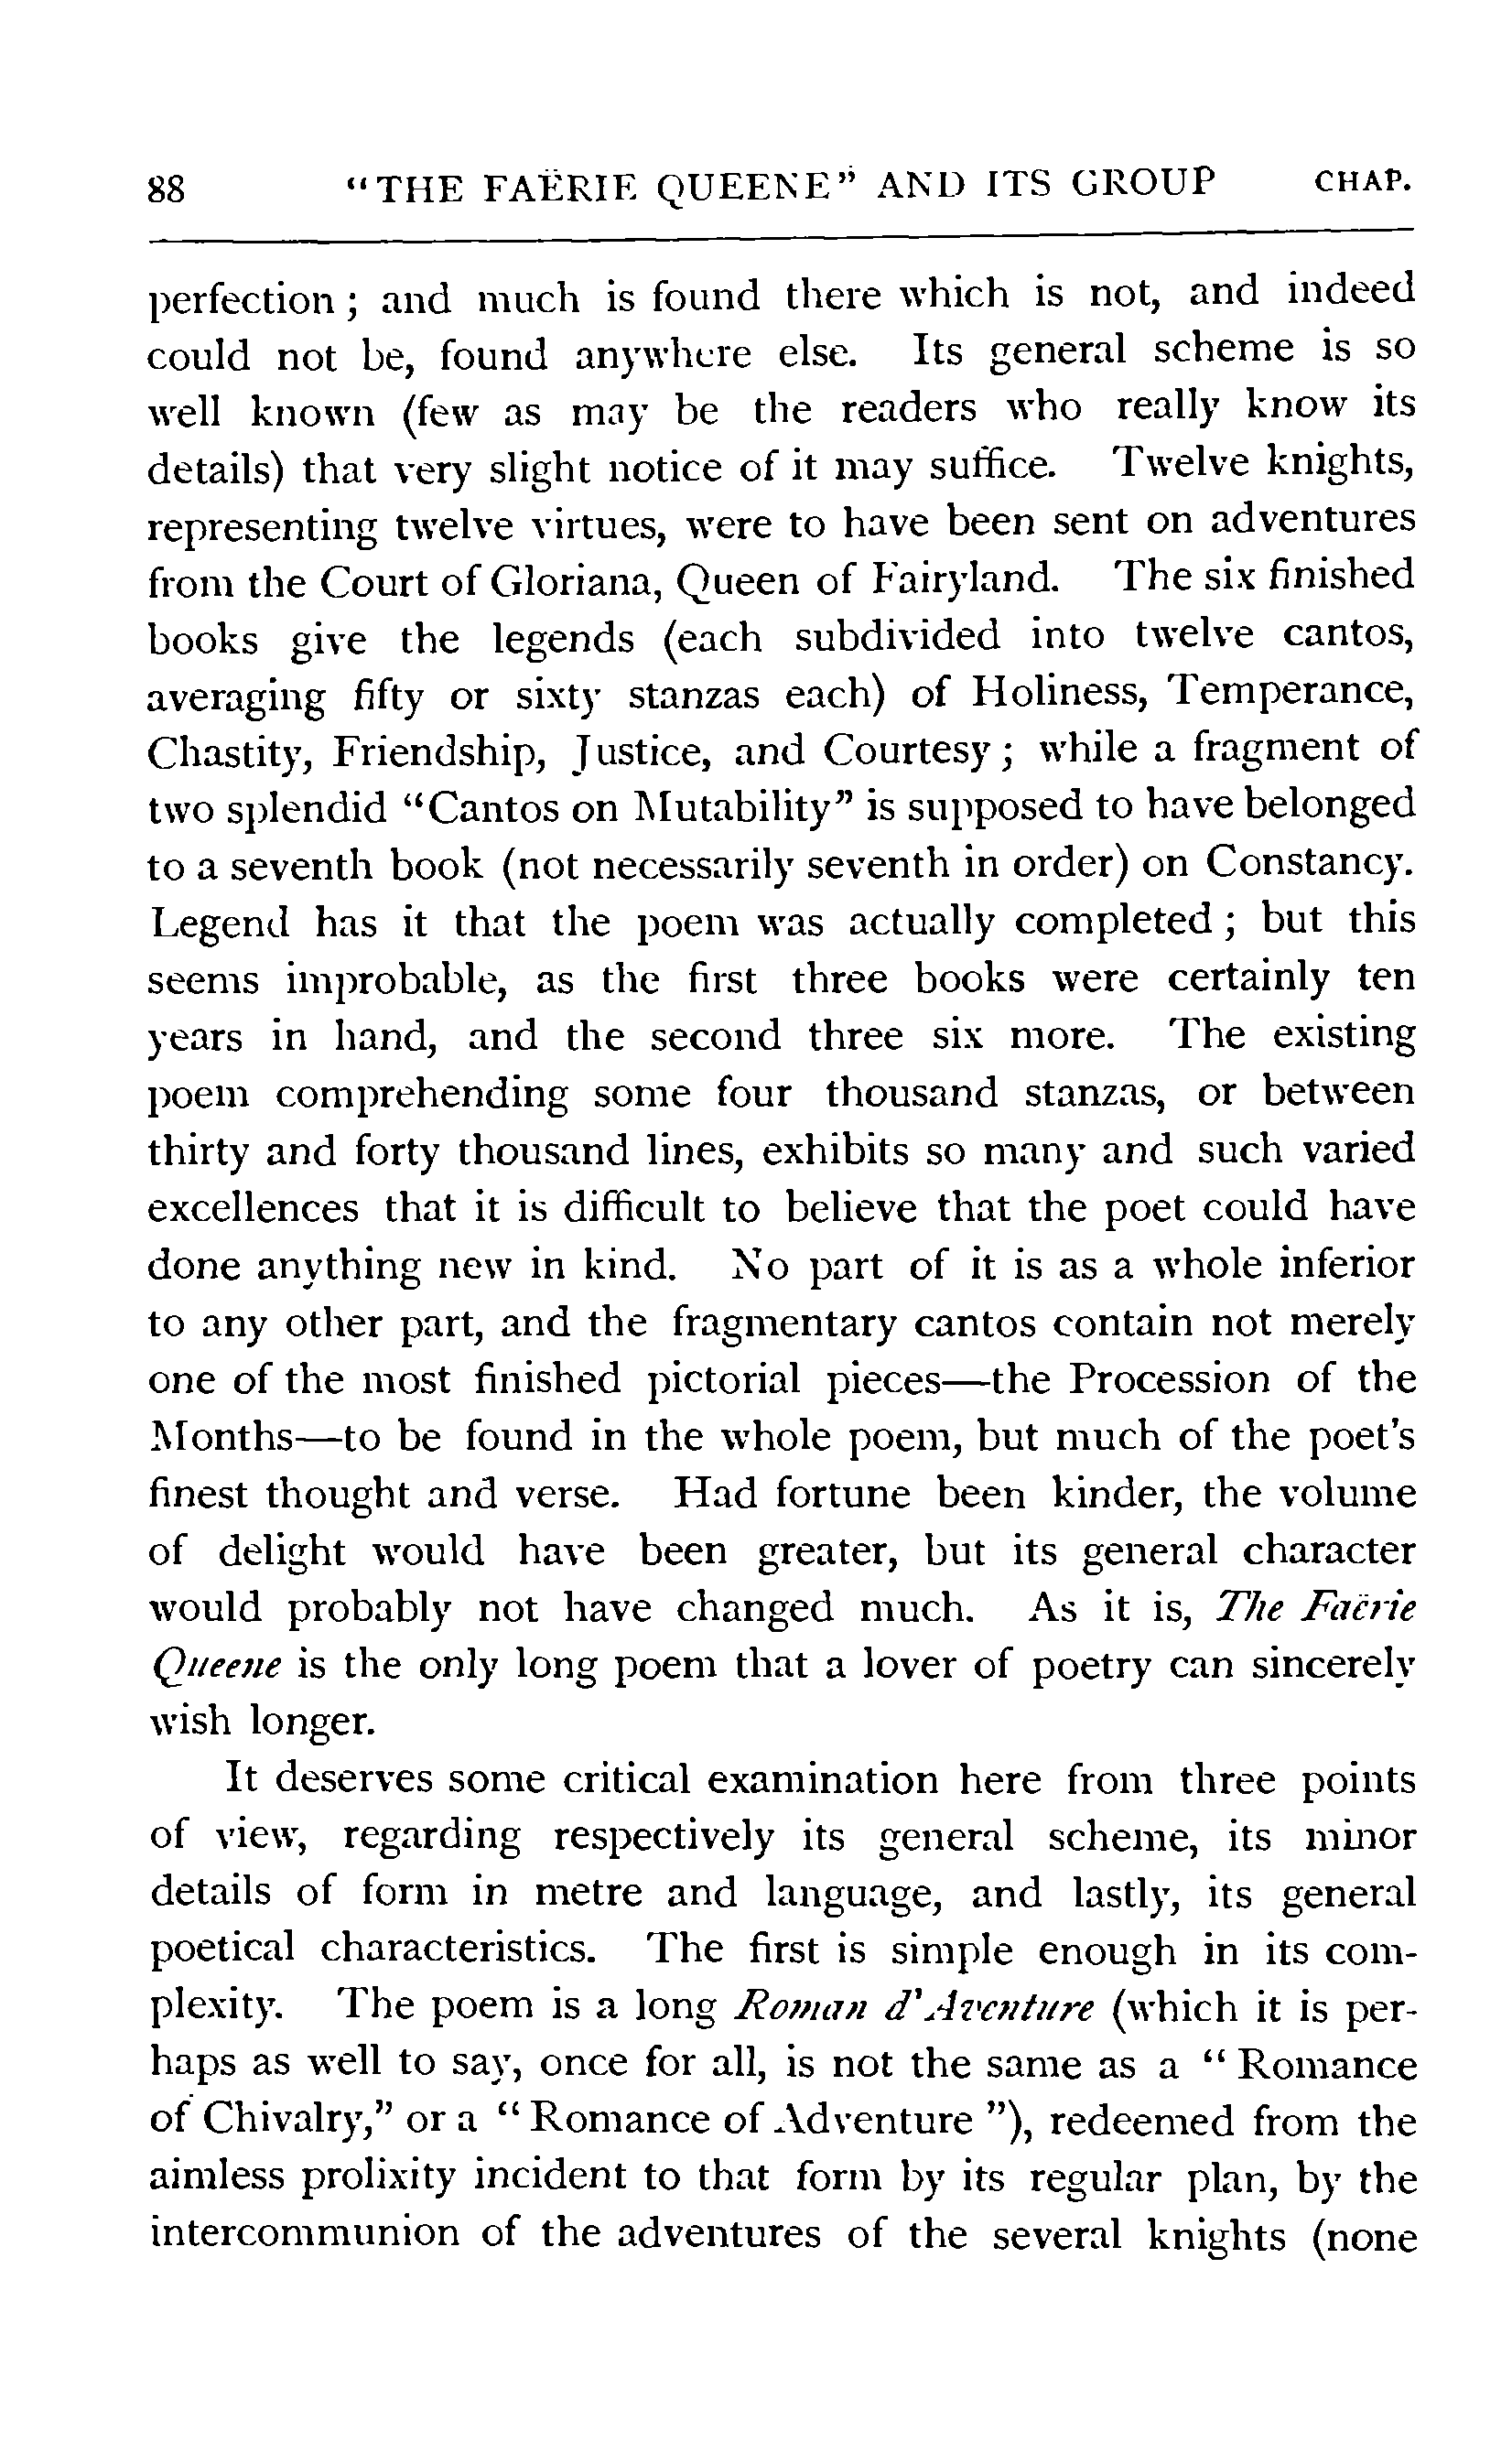 88 "THE FAËRIE QUEENE" AND ITS GROUP CHAP.
perfection; and much is found there which is not, and indeed
could not be, found anywhere else. Its general scheme is so
well known (few as may be the readers who really know its
details) that very slight notice of it may suffice. Twelve knights,
representing twelve virtues, were to have been sent on adventures
from the Court of Gloriana, Queen of Fairyland. The six finished
books give the legends (each subdivided into twelve cantos,
averaging fifty or sixty stanzas each) of Holiness, Temperance,
Chastity, Friendship, Justice, and Courtesy; while a fragment of
two splendid "Cantos on Mutability" is supposed to have belonged
to a seventh book (not necessarily seventh in order) on Constancy.
Legend has it that the poem was actually completed; but this
seems improbable, as the first three books were certainly ten
years in hand, and the second three six more. The existing
poem comprehending some four thousand stanzas, or between
thirty and forty thousand lines, exhibits so many and such varied
excellences that it is difficult to believe that the poet could have
done anything new in kind. No part of it is as a whole inferior
to any other part, and the fragmentary cantos contain not merely
one of the most finished pictorial pieces—the Procession of the
Months—to be found in the whole poem, but much of the poet's
finest thought and verse. Had fortune been kinder, the volume
of delight would have been greater, but its general character
would probably not have changed much. As it is, The Faërie
Queene is the only long poem that a lover of poetry can sincerely
wish longer.
It deserves some critical examination here from three points
of view, regarding respectively its general scheme, its minor
details of form in metre and language, and lastly, its general
poetical characteristics. The first is simple enough in its com-
plexity. The poem is a long Roman d'Aventure (which it is per-
haps as well to say, once for all, is not the same as a "Romance
of Chivalry," or a "Romance of Adventure"), redeemed from the
aimless prolixity incident to that form by its regular plan, by the
intercommunion of the adventures of the several knights (none